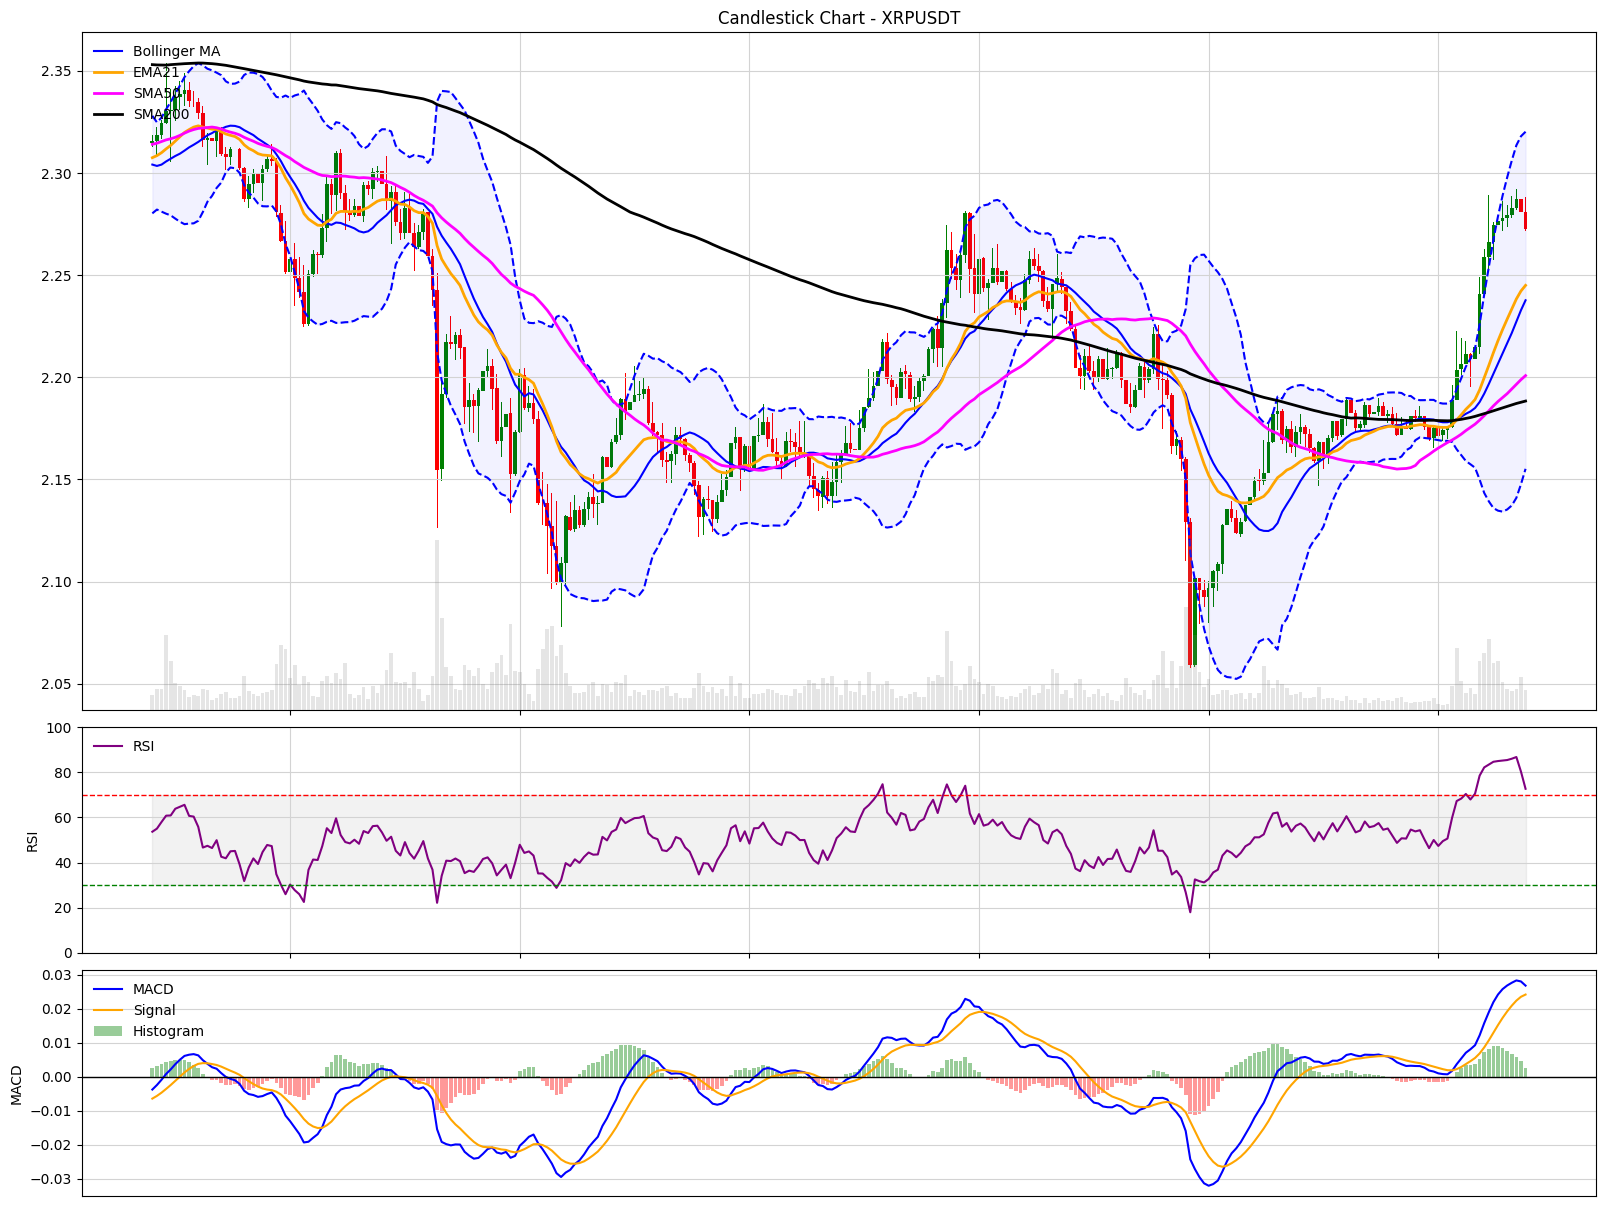 Candlestick Chart - XRPUSDT
Bollinger MA
EMA21
SMA50
SMA200
2.35
2.30
2.25
2.20
2.15
2.10
2.05
RSI
100
80
60
40
20
0
RSI
MACD
Signal
Histogram
0.03
0.02
0.01
0.00
−0.01
−0.02
−0.03
MACD